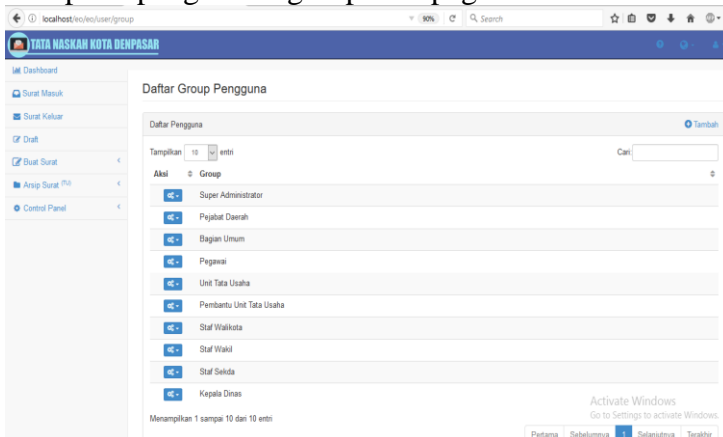 localhost/eo/eo/user/group
90%
Search
TATA NASKAH KOTA DENPASAR
Dashboard
Surat Masuk
Surat Keluar
Draft
Buat Surat
Arsip Surat
Control Panel
Daftar Group Pengguna
Daftar Pengguna
Tambah
Tampilkan 10 entri
Cari:
Aksi Group
Super Administrator
Pejabat Daerah
Bagian Umum
Pegawai
Unit Tata Usaha
Pembantu Unit Tata Usaha
Staf Walikota
Staf Wakil
Staf Sekda
Kepala Dinas
Menampilkan 1 sampai 10 dari 10 entri
Activate Windows
Go to Settings to activate Windows.
Pertama Sebelumnya 1 Selanjutnya Terakhir